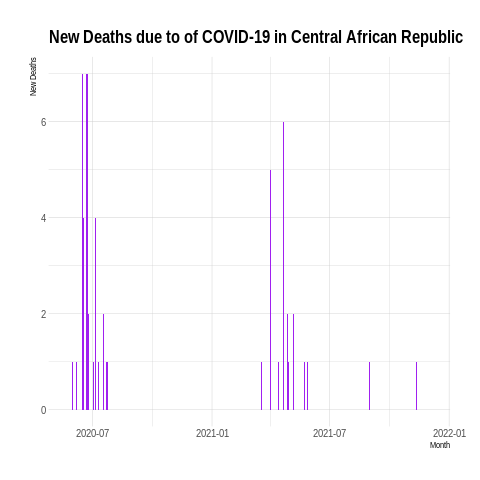 New Deaths due to of COVID-19 in Central African Republic
New Deaths
6
4
2
0
2020-07
2021-01
2021-07
2022-01
Month